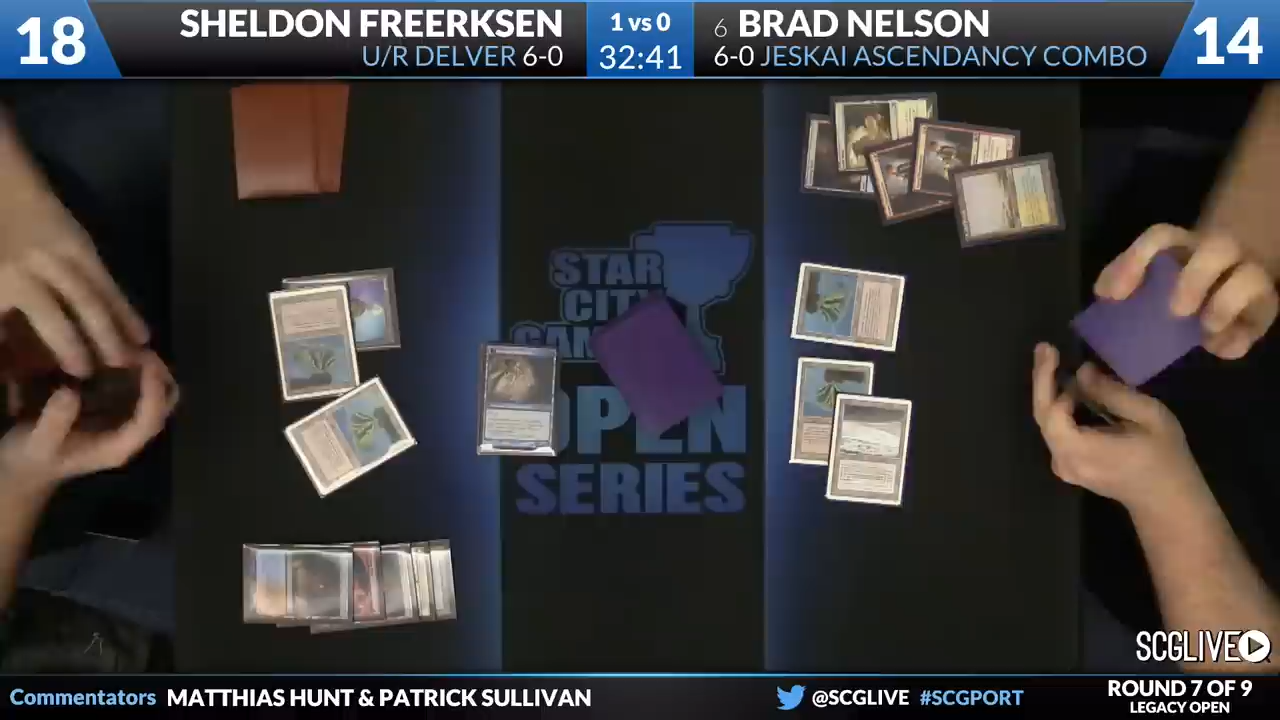 18
SHELDON FREERKSEN
U/R DELVER 6-0
1 vs 0
32:41
6 BRAD NELSON
6-0 JESKAI ASCENDANCY COMBO
14
STAR
CITY
GAM
OPEN
SERIES
SCGLIVE
Commentators MATTHIAS HUNT & PATRICK SULLIVAN
@SCGLIVE #SCGPORT
ROUND 7 OF 9
LEGACY OPEN